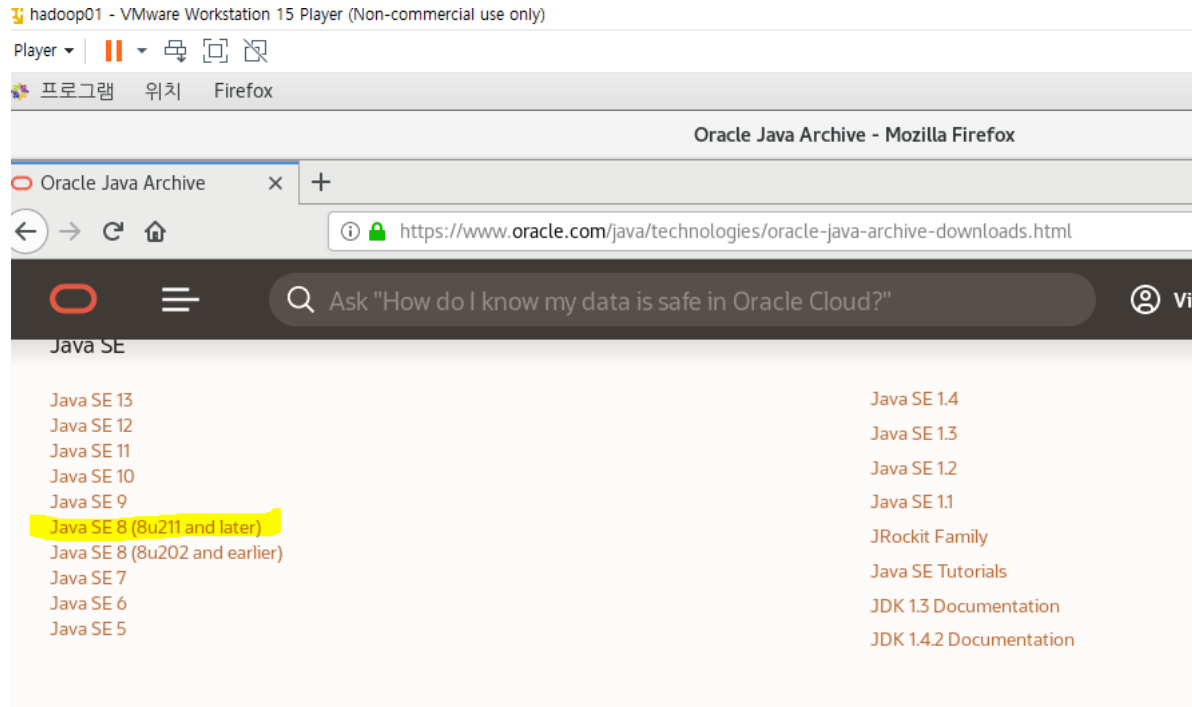 hadoop01 - VMware Workstation 15 Player (Non-commercial use only)
Player
프로그램 위치 Firefox
Oracle Java Archive - Mozilla Firefox
Oracle Java Archive
https://www.oracle.com/java/technologies/oracle-java-archive-downloads.html
Ask "How do I know my data is safe in Oracle Cloud?"
Vi
Java SE
Java SE 13
Java SE 12
Java SE 11
Java SE 10
Java SE 9
Java SE 8 (8u211 and later)
Java SE 8 (8u202 and earlier)
Java SE 7
Java SE 6
Java SE 5
Java SE 1.4
Java SE 1.3
Java SE 1.2
Java SE 1.1
JRockit Family
Java SE Tutorials
JDK 1.3 Documentation
JDK 1.4.2 Documentation